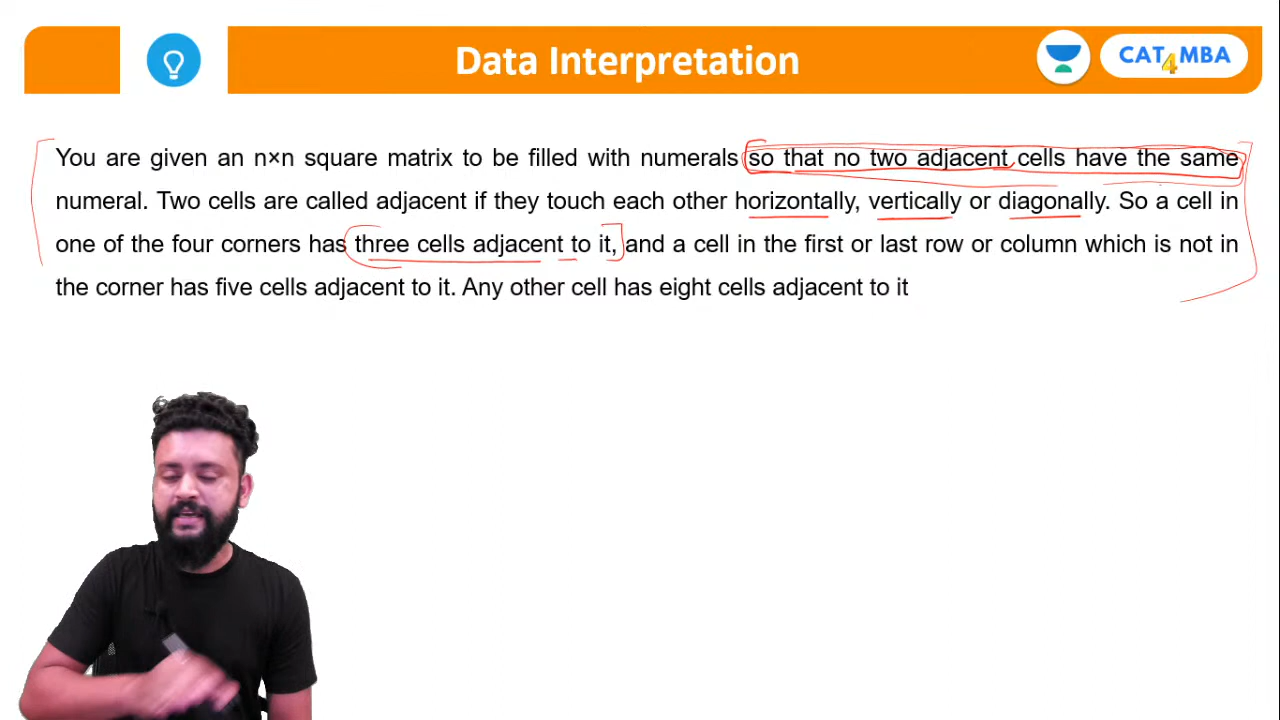 Data Interpretation
CAT4MBA
You are given an n×n square matrix to be filled with numerals so that no two adjacent cells have the same
numeral. Two cells are called adjacent if they touch each other horizontally, vertically or diagonally. So a cell in
one of the four corners has three cells adjacent to it, and a cell in the first or last row or column which is not in
the corner has five cells adjacent to it. Any other cell has eight cells adjacent to it